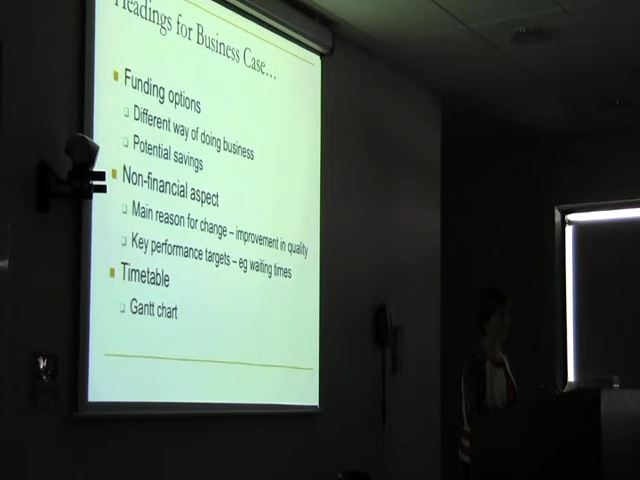 Headings for Business Case...
Funding options
Different way of doing business
Potential savings
Non-financial aspect
Main reason for change – improvement in quality
Key performance targets – eg waiting times
Timetable
Gantt chart